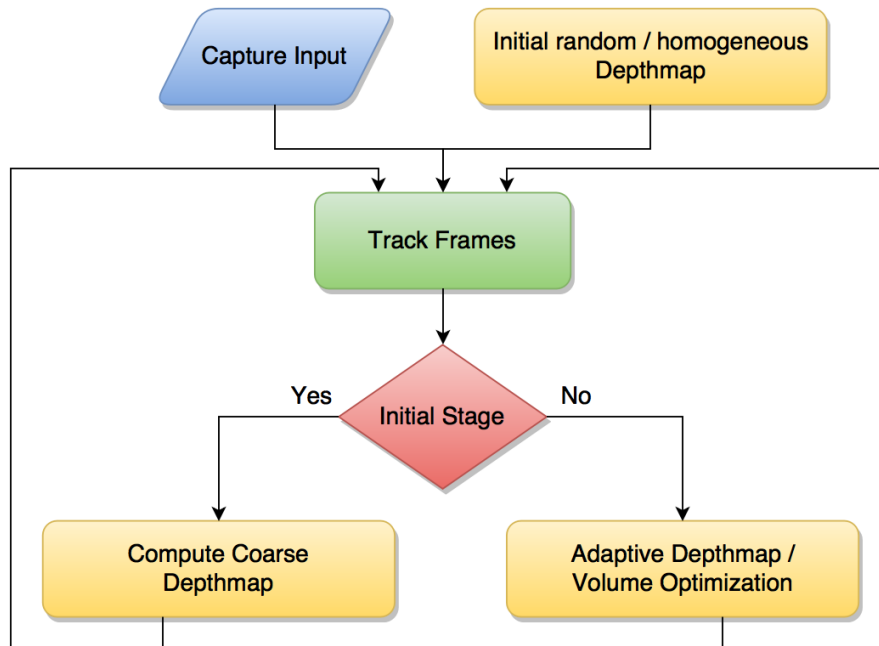 Capture Input
Initial random / homogeneous
Depthmap
Track Frames
Yes
Initial Stage
No
Compute Coarse
Depthmap
Adaptive Depthmap /
Volume Optimization